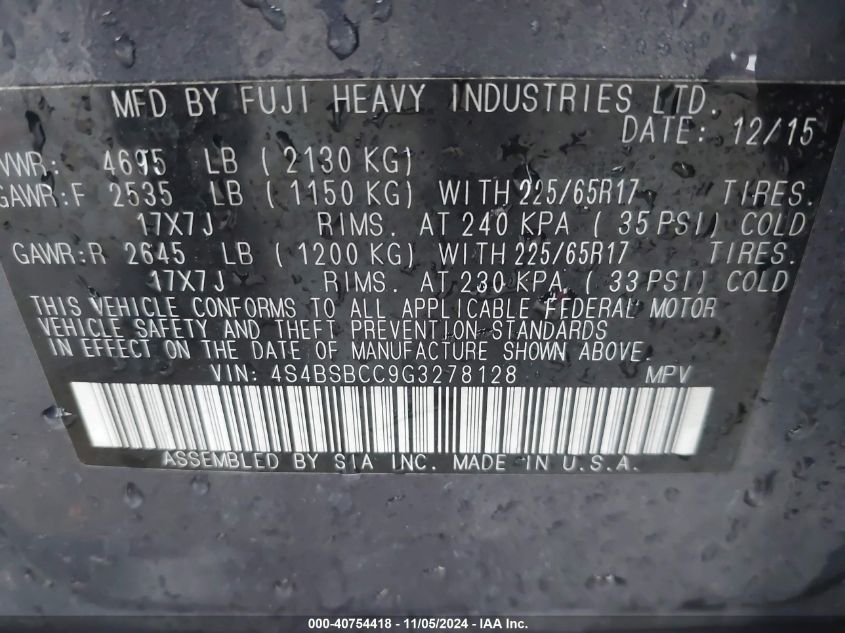 MFD BY FUJI HEAVY INDUSTRIES LTD.
DATE: 12/15
VWR: 4695 LB ( 2130 KG)
GAWR:F 2535 LB ( 1150 KG) WITH 225/65R17 TIRES.
17X7J RIMS. AT 240 KPA ( 35 PSI) COLD
GAWR:R 2645 LB ( 1200 KG) WITH 225/65R17 TIRES.
17X7J RIMS. AT 230 KPA ( 33 PSI) COLD
THIS VEHICLE CONFORMS TO ALL APPLICABLE FEDERAL MOTOR
VEHICLE SAFETY AND THEFT PREVENTION STANDARDS
IN EFFECT ON THE DATE OF MANUFACTURE SHOWN ABOVE.
VIN: 4S4BSBCC9G3278128 MPV
ASSEMBLED BY SIA INC. MADE IN U.S.A.
000-40754418 - 11/05/2024 - IAA Inc.